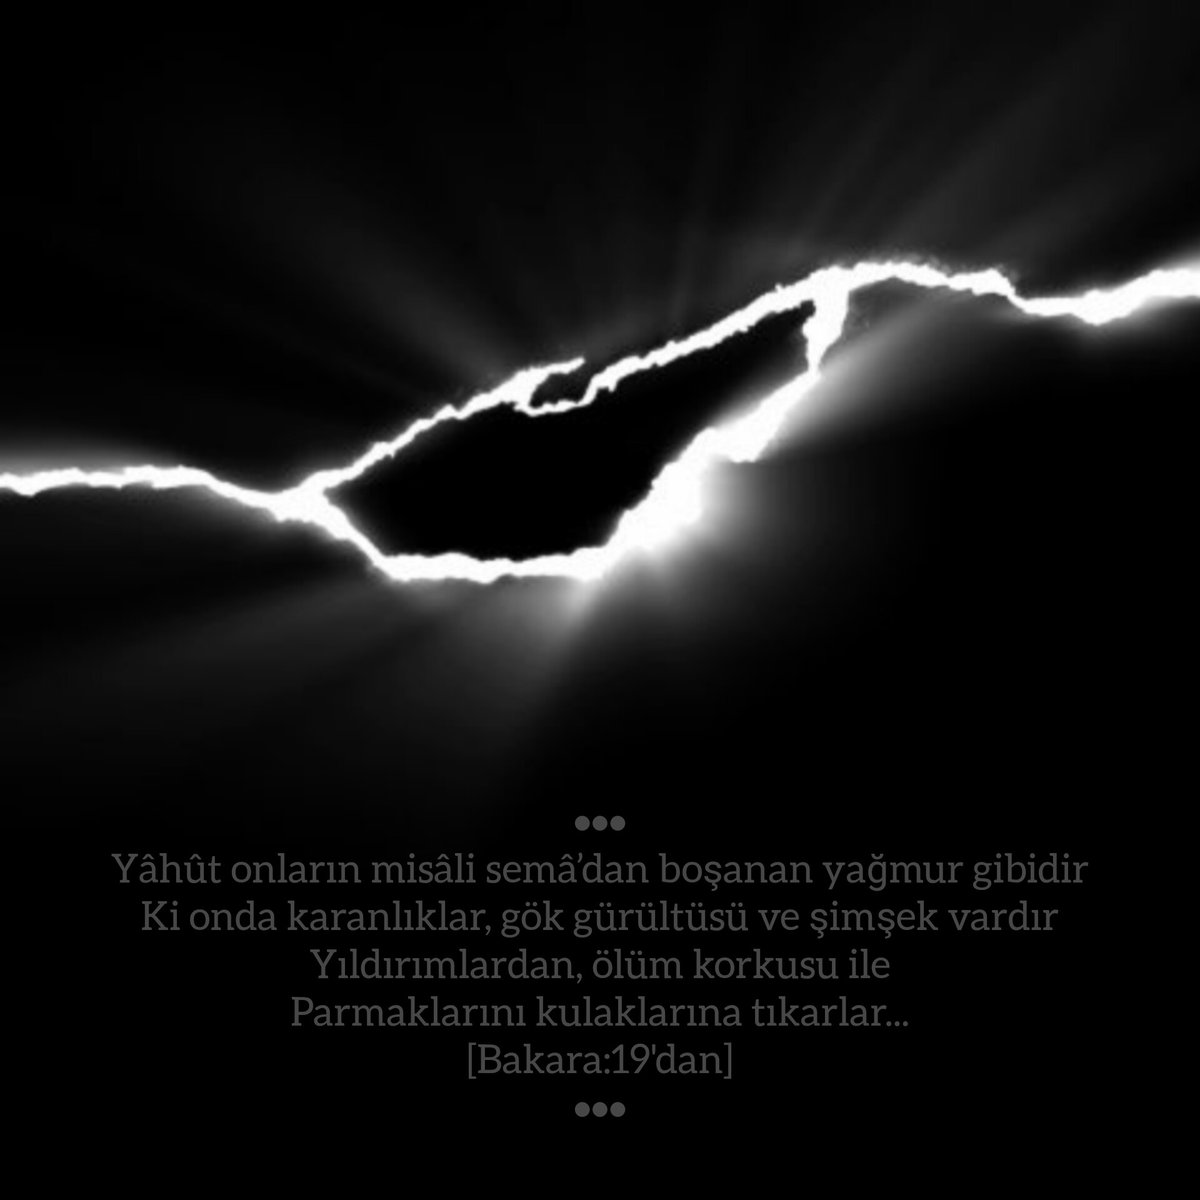 ●●●
Yâhût onların misâli semâ’dan boşanan yağmur gibidir
Ki onda karanlıklar, gök gürültüsü ve şimşek vardır
Yıldırımlardan, ölüm korkusu ile
Parmaklarını kulaklarına tıkarlar...
[Bakara:19'dan]
●●●